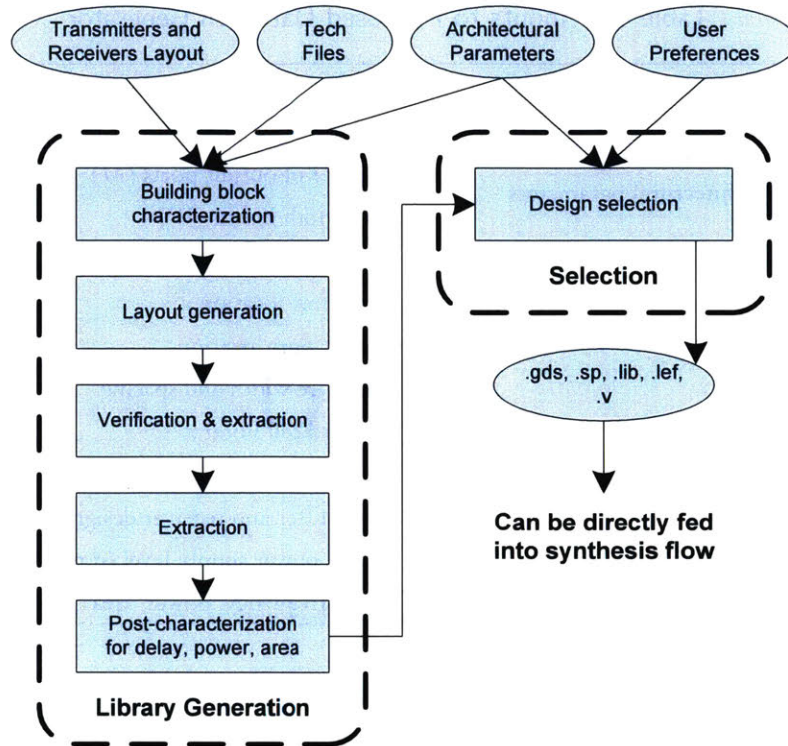 Transmitters and
Receivers Layout
Tech
Files
Architectural
Parameters
User
Preferences
Building block
characterization
Layout generation
Verification & extraction
Extraction
Post-characterization
for delay, power, area
Library Generation
Design selection
Selection
.gds, .sp, .lib, .lef,
.v
Can be directly fed
into synthesis flow